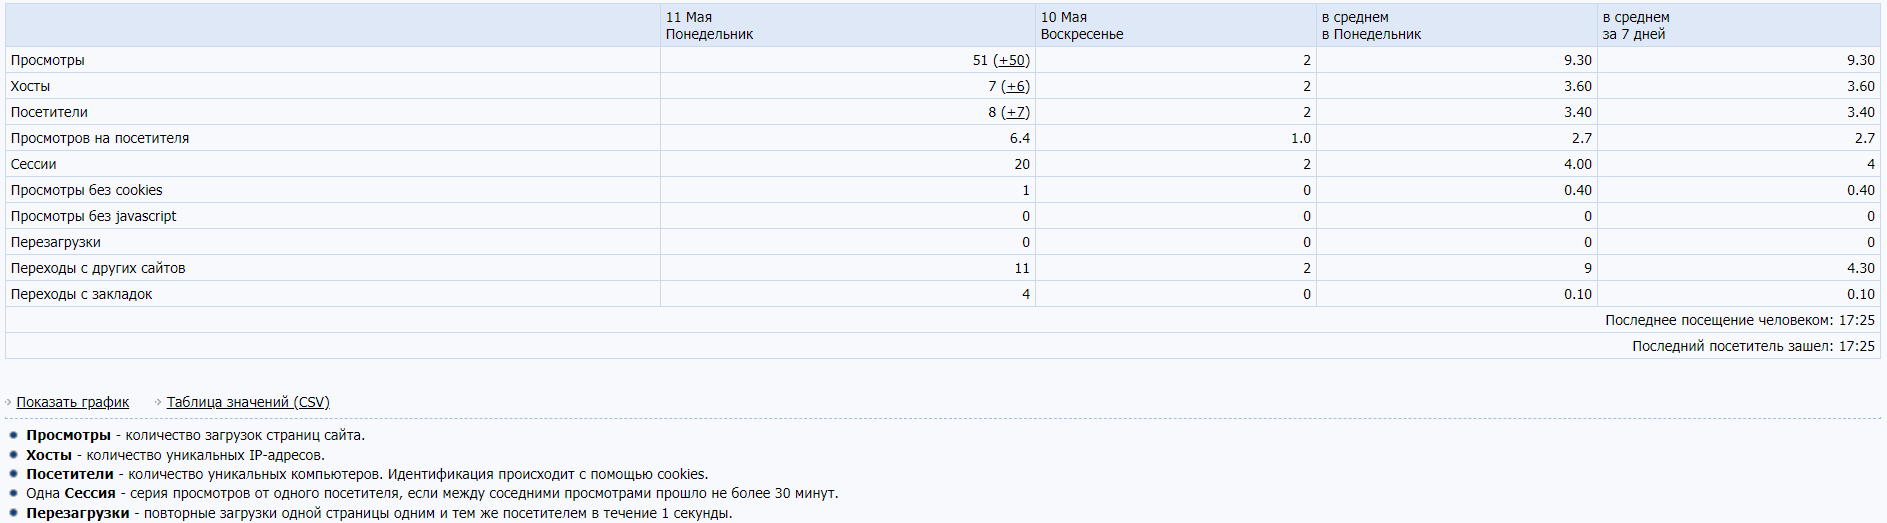 11 Мая 10 Мая в среднем в среднем
Понедельник Воскресенье в Понедельник за 7 дней
Просмотры 51 (+50) 2 9.30 9.30
Хосты 7 (+6) 2 3.60 3.60
Посетители 8 (+7) 2 3.40 3.40
Просмотров на посетителя 6.4 1.0 2.7 2.7
Сессии 20 2 4.00 4
Просмотры без cookies 1 0 0.40 0.40
Просмотры без javascript 0 0 0 0
Перезагрузки 0 0 0 0
Переходы с других сайтов 11 2 9 4.30
Переходы с закладок 4 0 0.10 0.10
Последнее посещение человеком: 17:25
Последний посетитель зашел: 17:25
Показать график Таблица значений (CSV)
Просмотры - количество загрузок страниц сайта.
Хосты - количество уникальных IP-адресов.
Посетители - количество уникальных компьютеров. Идентификация происходит с помощью cookies.
Одна Сессия - серия просмотров от одного посетителя, если между соседними просмотрами прошло не более 30 минут.
Перезагрузки - повторные загрузки одной страницы одним и тем же посетителем в течение 1 секунды.